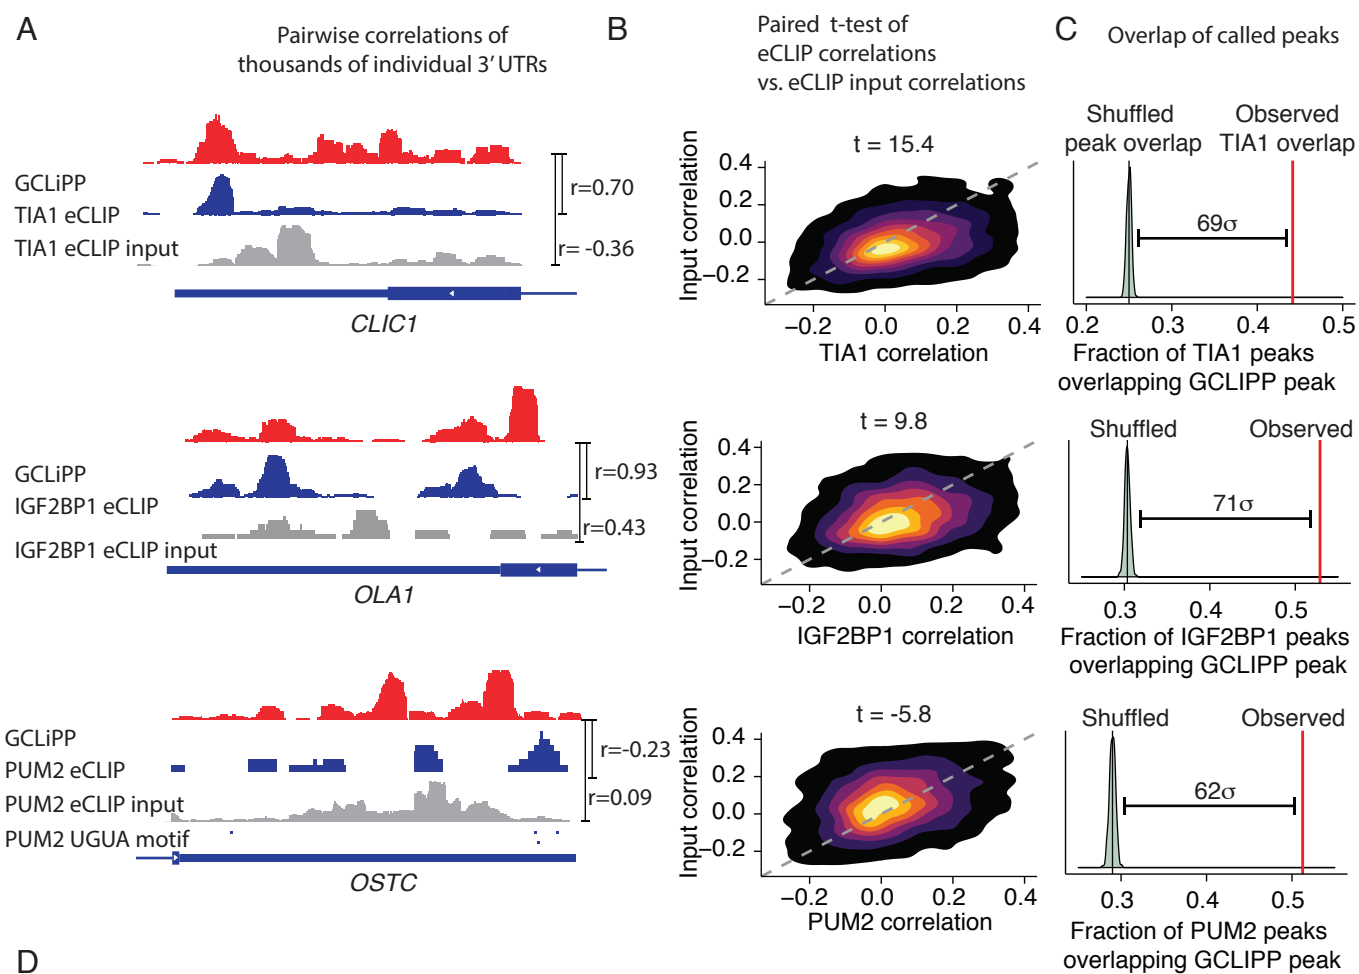 A
Pairwise correlations of
thousands of individual 3' UTRs
GCLiPP
TIA1 eCLIP
TIA1 eCLIP input
r=0.70
r= -0.36
CLIC1
GCLiPP
IGF2BP1 eCLIP
IGF2BP1 eCLIP input
r=0.93
r=0.43
OLA1
GCLiPP
PUM2 eCLIP
PUM2 eCLIP input
PUM2 UGUA motif
r=-0.23
r=0.09
OSTC
B
Paired t-test of
eCLIP correlations
vs. eCLIP input correlations
t = 15.4
Input correlation
0.4
0.2
0.0
−0.2
−0.2 0.0 0.2 0.4
TIA1 correlation
t = 9.8
Input correlation
0.4
0.2
0.0
−0.2
−0.2 0.0 0.2 0.4
IGF2BP1 correlation
t = -5.8
Input correlation
0.4
0.2
0.0
−0.2
−0.2 0.0 0.2 0.4
PUM2 correlation
C
Overlap of called peaks
Shuffled
peak overlap
Observed
TIA1 overlap
69σ
0.2 0.3 0.4 0.5
Fraction of TIA1 peaks
overlapping GCLIPP peak
Shuffled
Observed
71σ
0.3 0.4 0.5
Fraction of IGF2BP1 peaks
overlapping GCLIPP peak
Shuffled
Observed
62σ
0.3 0.4 0.5
Fraction of PUM2 peaks
overlapping GCLIPP peak
D